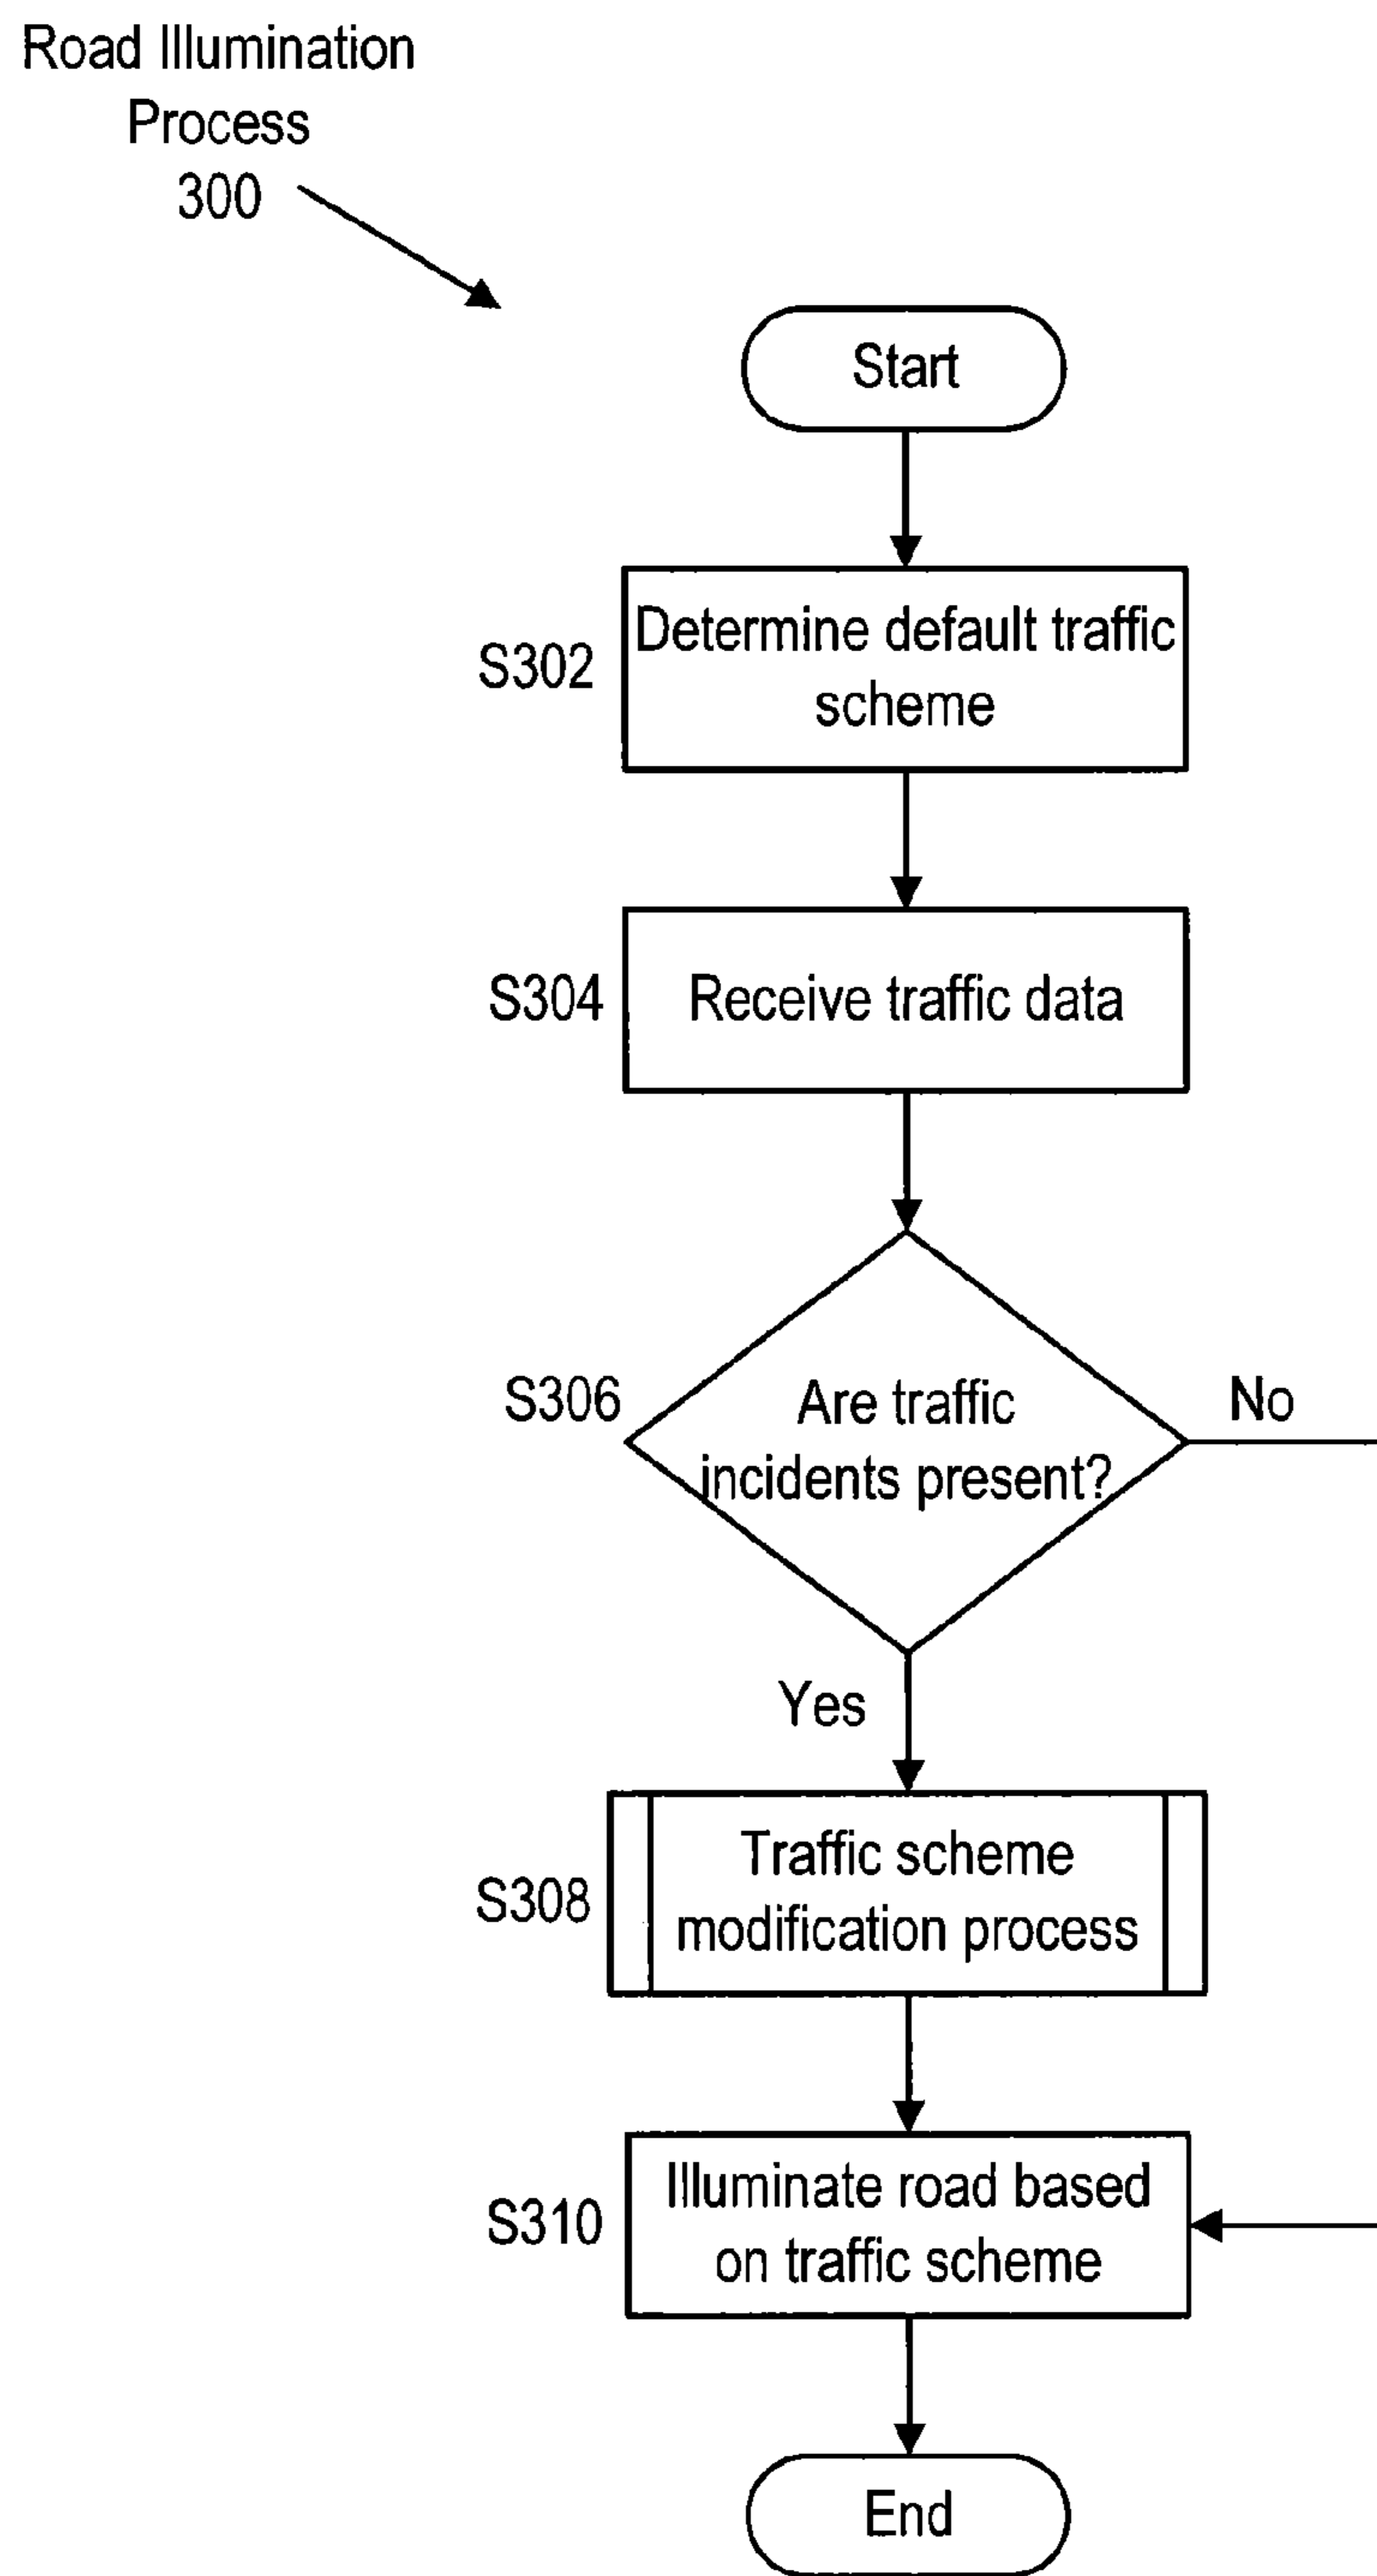 Road Illumination
Process
300
Start
S302
Determine default traffic
scheme
S304
Receive traffic data
S306
Are traffic
incidents present?
No
Yes
S308
Traffic scheme
modification process
S310
Illuminate road based
on traffic scheme
End